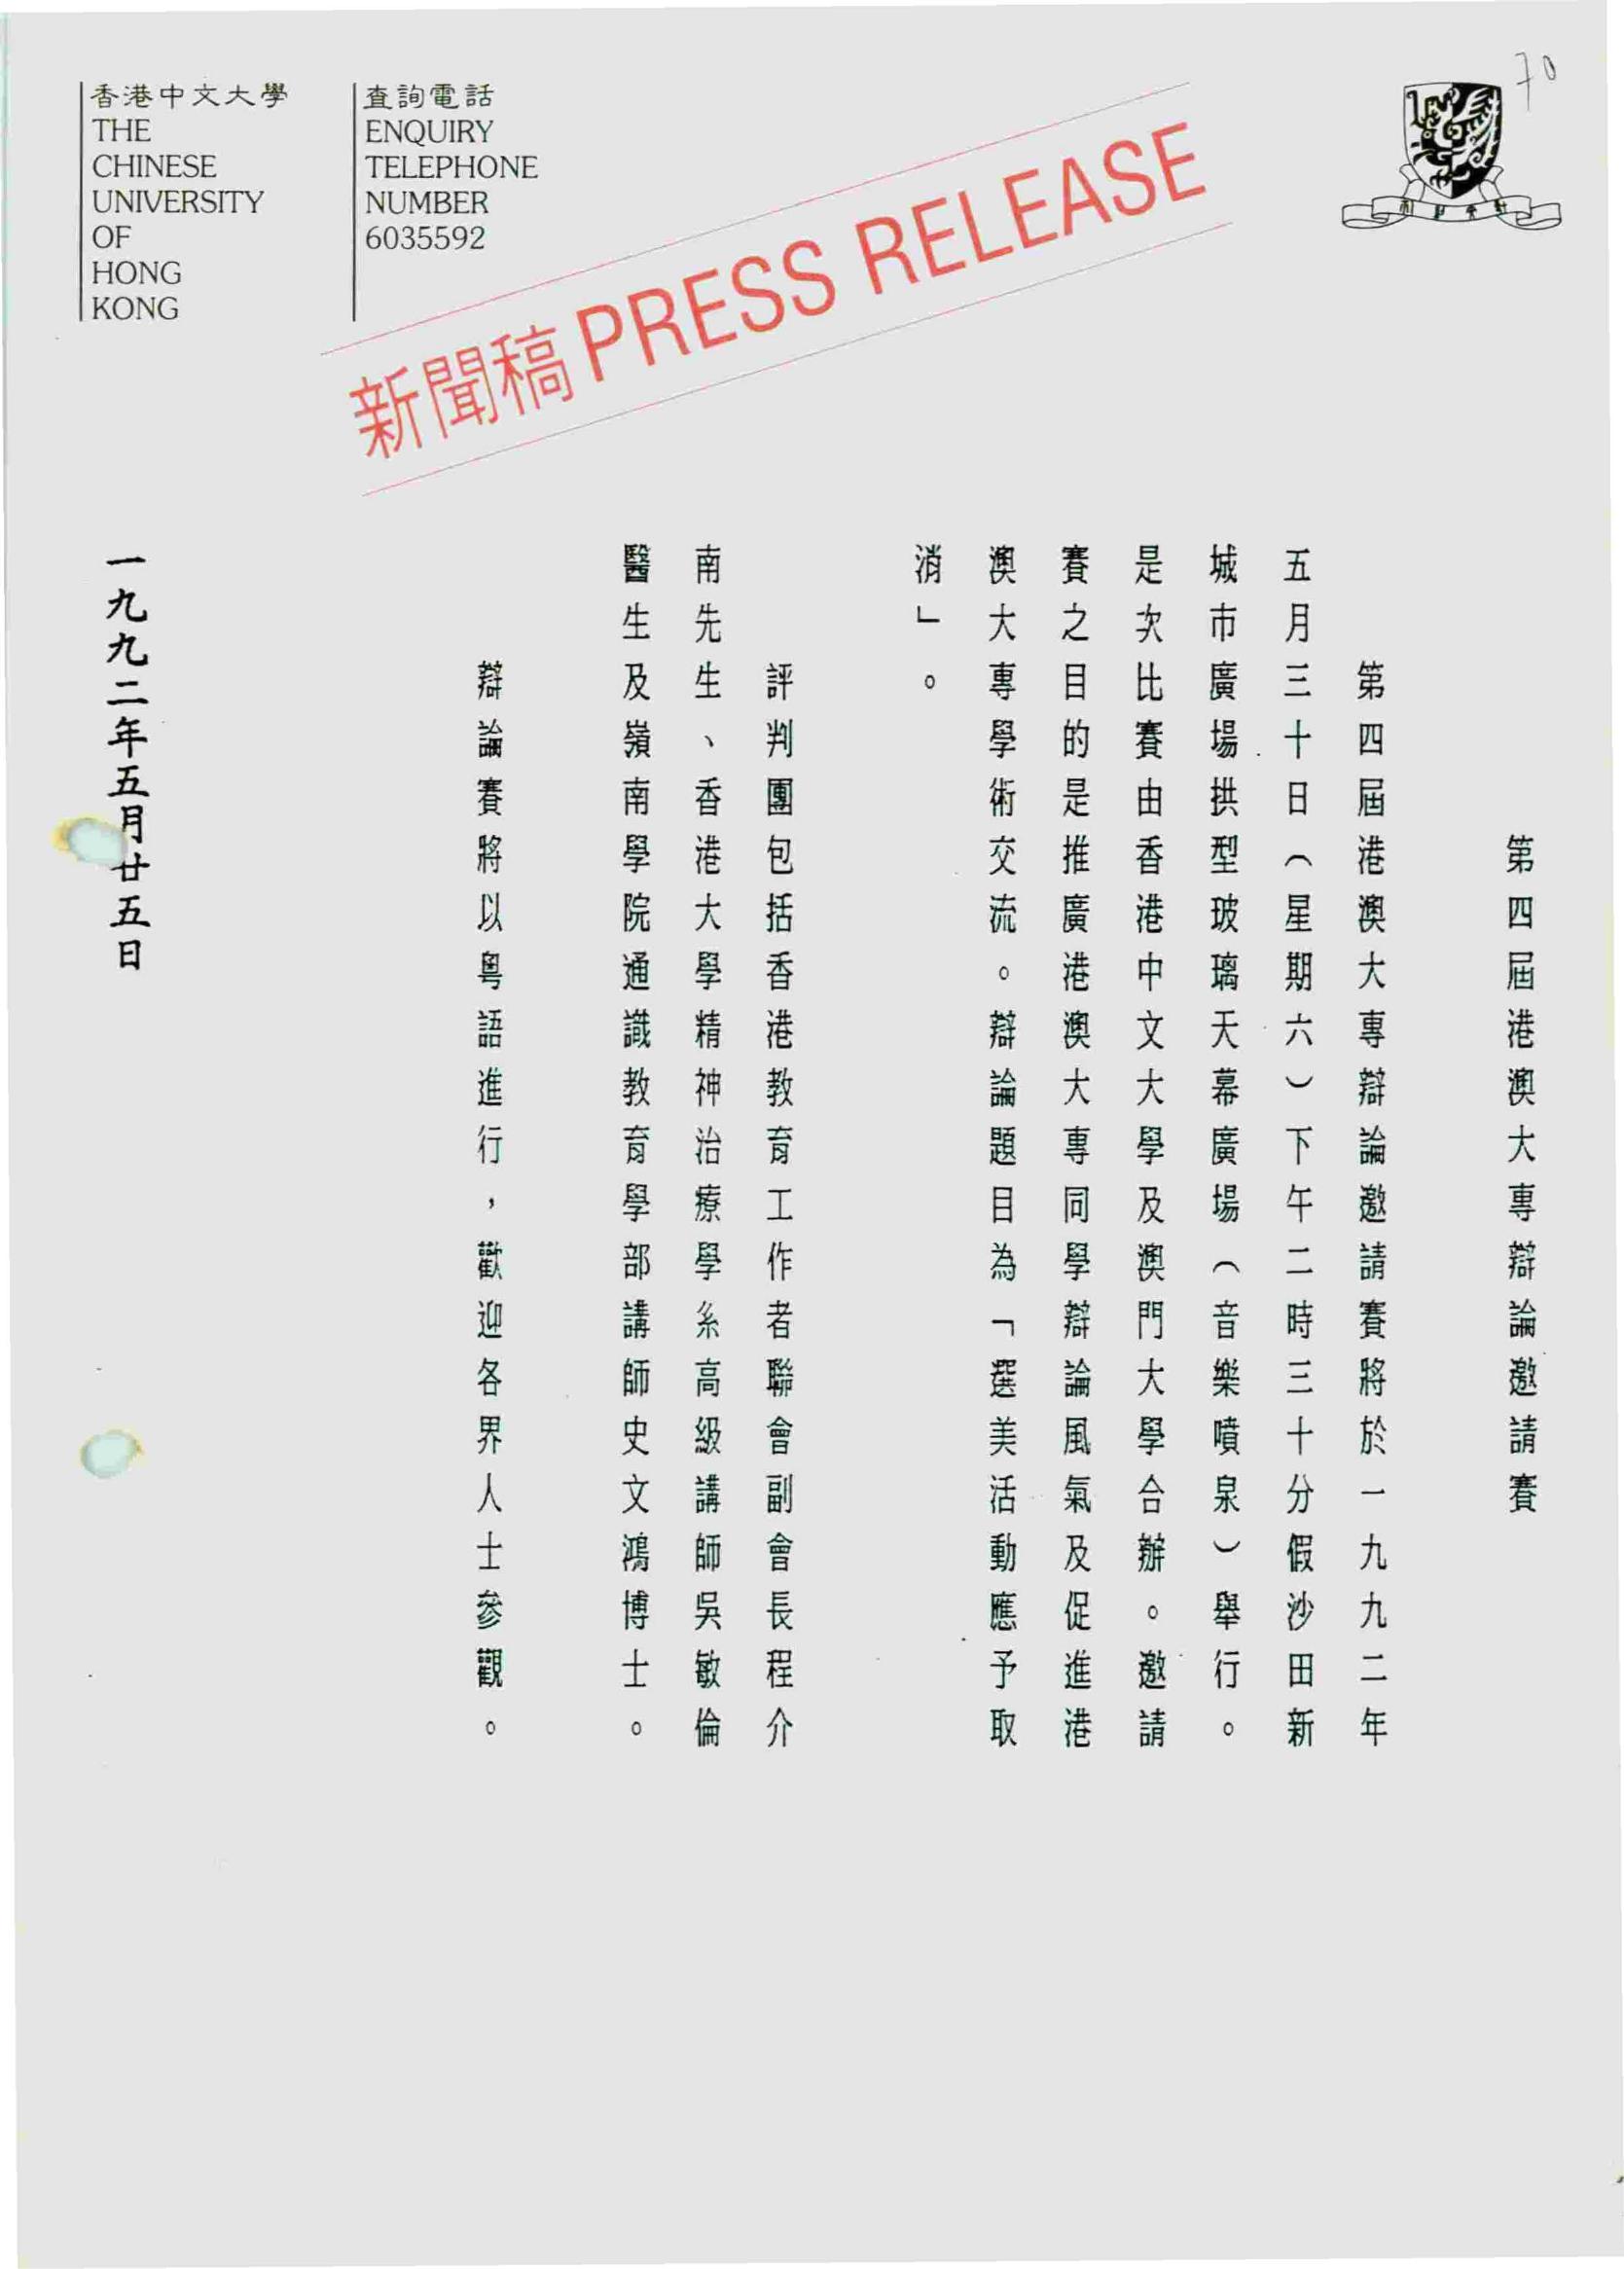 香港中文大學
THE
CHINESE
UNIVERSITY
OF
HONG
KONG
查詢電話
ENQUIRY
TELEPHONE
NUMBER
6035592
新聞稿 PRESS RELEASE
70
第四屆港澳大專辯論邀請賽
第四屆港澳大專辯論邀請賽將於一九九二年
五月三十日（星期六）下午二時三十分假沙田新
城市廣場拱型玻璃天幕廣場（音樂噴泉）舉行。
是次比賽由香港中文大學及澳門大學合辦。邀請
賽之目的是推廣港澳大專同學辯論風氣及促進港
澳大專學術交流。辯論題目為「選美活動應予取
消」。
評判團包括香港教育工作者聯會副會長程介
南先生、香港大學精神治療學系高級講師吳敏倫
醫生及嶺南學院通識教育學部講師史文鴻博士。
辯論賽將以粵語進行，歡迎各界人士參觀。
一九九二年五月廿五日